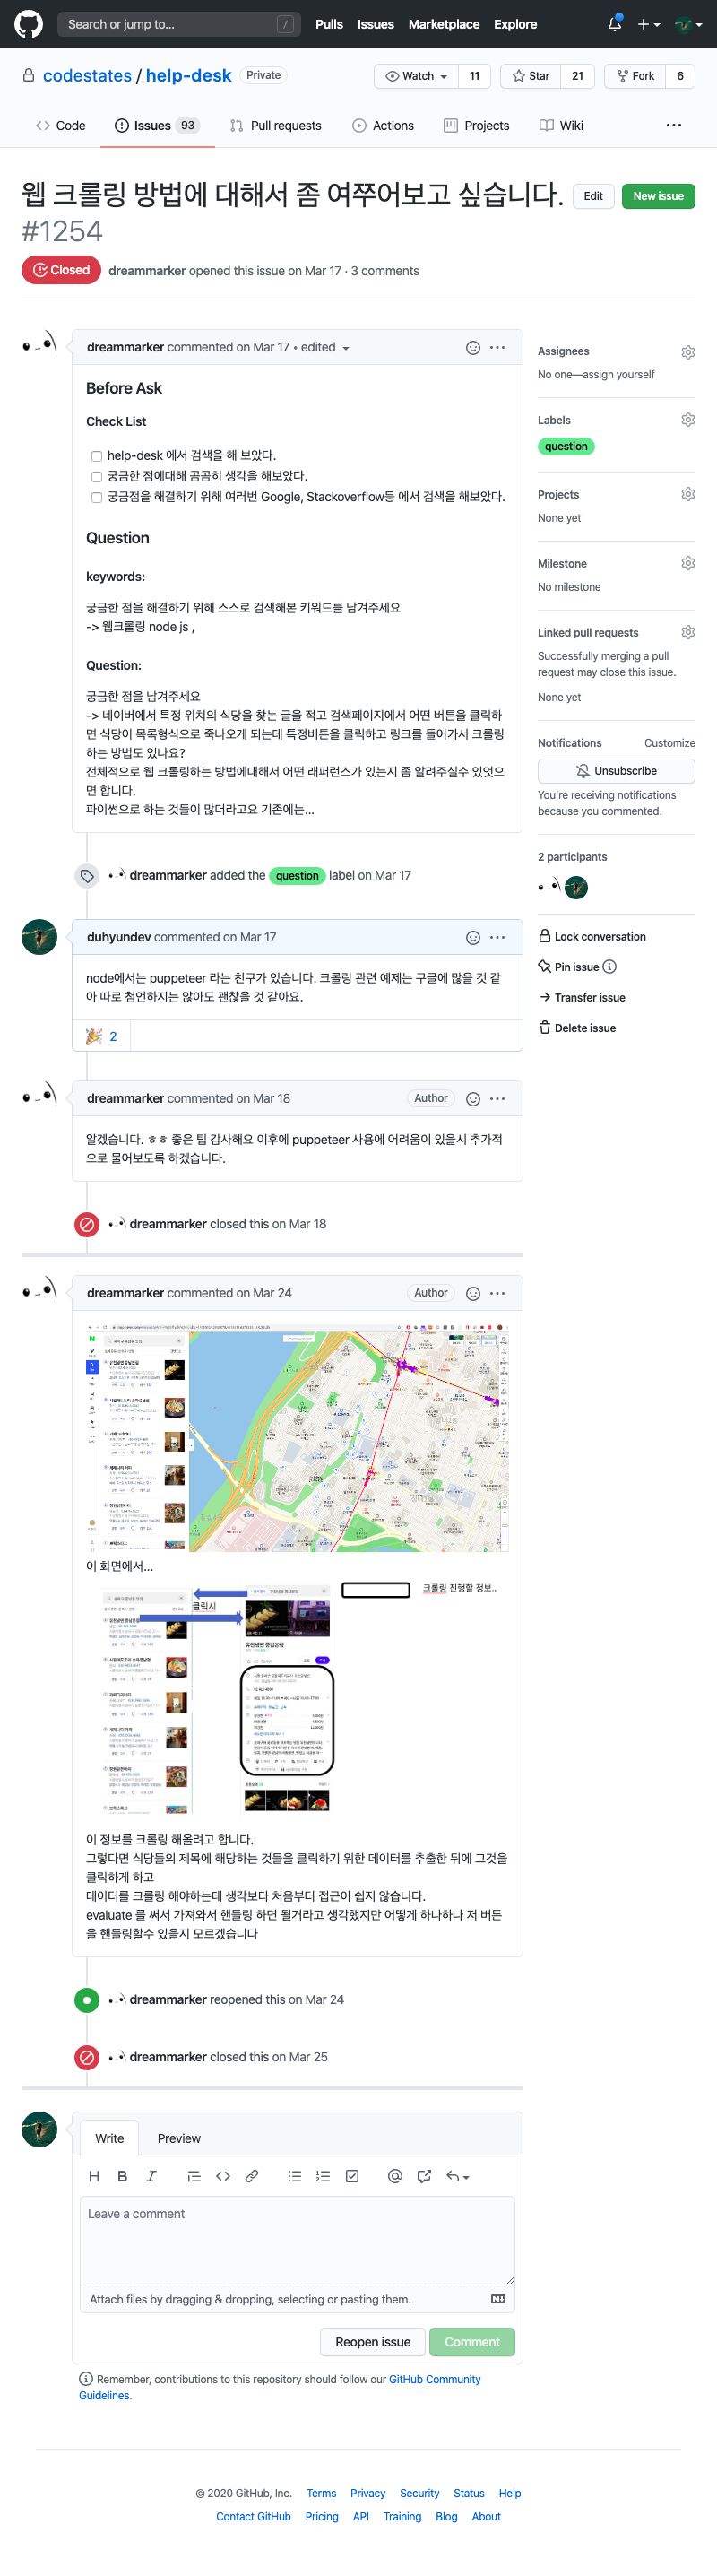 Search or jump to...
/
Pulls Issues Marketplace Explore
codestates / help-desk Private
Watch 11 Star 21 Fork 6
Code Issues 93 Pull requests Actions Projects Wiki
웹 크롤링 방법에 대해서 좀 여쭈어보고 싶습니다.
#1254
Edit New issue
Closed dreammarker opened this issue on Mar 17 · 3 comments
dreammarker commented on Mar 17 • edited
Before Ask
Check List
help-desk 에서 검색을 해 보았다.
궁금한 점에대해 곰곰히 생각을 해보았다.
궁금점을 해결하기 위해 여러번 Google, Stackoverflow등 에서 검색을 해보았다.
Question
keywords:
궁금한 점을 해결하기 위해 스스로 검색해본 키워드를 남겨주세요
-> 웹크롤링 node js ,
Question:
궁금한 점을 남겨주세요
-> 네이버에서 특정 위치의 식당을 찾는 글을 적고 검색페이지에서 어떤 버튼을 클릭하
면 식당이 목록형식으로 죽나오게 되는데 특정버튼을 클릭하고 링크를 들어가서 크롤링
하는 방법도 있나요?
전체적으로 웹 크롤링하는 방법에대해서 어떤 래퍼런스가 있는지 좀 알려주실수 있엇으
면 합니다.
파이썬으로 하는 것들이 많더라고요 기존에는...
Assignees
No one—assign yourself
Labels
question
Projects
None yet
Milestone
No milestone
Linked pull requests
Successfully merging a pull
request may close this issue.
None yet
Notifications Customize
Unsubscribe
You're receiving notifications
because you commented.
2 participants
Lock conversation
Pin issue
Transfer issue
Delete issue
dreammarker added the question label on Mar 17
duhyundev commented on Mar 17
node에서는 puppeter 라는 친구가 있습니다. 크롤링 관련 예제는 구글에 많을 것 같
아 따로 첨언하지는 않아도 괜찮을 것 같아요.
2
dreammarker commented on Mar 18 Author
알겠습니다. ㅎㅎ 좋은 팁 감사해요 이후에 puppeteer 사용에 어려움이 있을시 추가적
으로 물어보도록 하겠습니다.
dreammarker closed this on Mar 18
dreammarker commented on Mar 24 Author
이 화면에서...
클릭시
크롤링 진행할 정보..
이 정보를 크롤링 해올려고 합니다.
그렇다면 식당들의 제목에 해당하는 것들을 클릭하기 위한 데이터를 추출한 뒤에 그것을
클릭하게 하고
데이터를 크롤링 해야하는데 생각보다 처음부터 접근이 쉽지 않습니다.
evaluate 를 써서 가져와서 핸들링 하면 될거라고 생각했지만 어떻게 하나하나 저 버튼
을 핸들링할수 있을지 모르겠습니다
dreammarker reopened this on Mar 24
dreammarker closed this on Mar 25
Write Preview
Leave a comment
Attach files by dragging & dropping, selecting or pasting them.
Reopen issue Comment
Remember, contributions to this repository should follow our GitHub Community
Guidelines.
© 2020 GitHub, Inc. Terms Privacy Security Status Help
Contact GitHub Pricing API Training Blog About